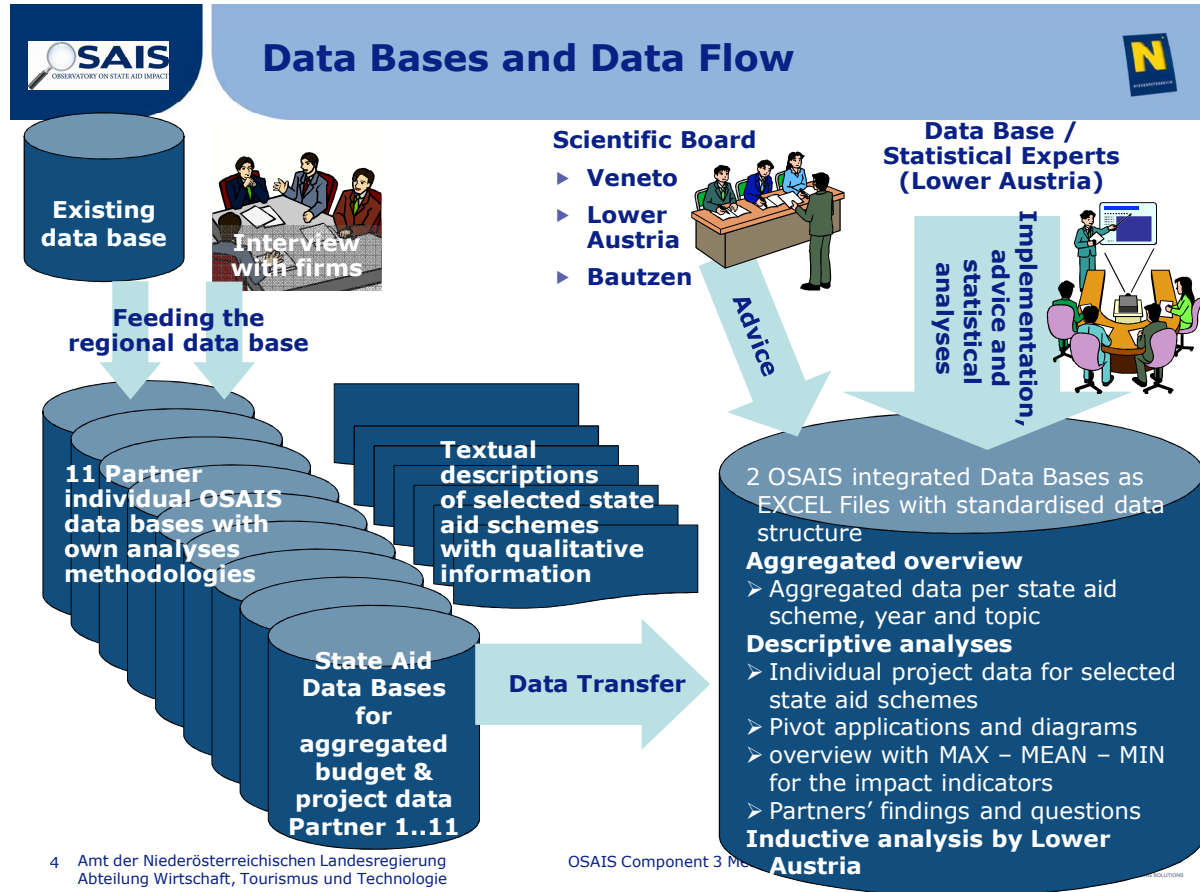 OSAIS
OBSERVATORY ON STATE AID IMPACT
Data Bases and Data Flow
N
NIEDERÖSTERREICH
Existing
data base
Interview
with firms
Scientific Board
Veneto
Lower
Austria
Bautzen
Data Base /
Statistical Experts
(Lower Austria)
Feeding the
regional data base
Advice
Implementation,
advice and
statistical
analyses
11 Partner
individual OSAIS
data bases with
own analyses
methodologies
Textual
descriptions
of selected state
aid schemes
with qualitative
information
State Aid
Data Bases
for
aggregated
budget &
project data
Partner 1..11
Data Transfer
2 OSAIS integrated Data Bases as
EXCEL Files with standardised data
structure
Aggregated overview
Aggregated data per state aid
scheme, year and topic
Descriptive analyses
Individual project data for selected
state aid schemes
Pivot applications and diagrams
overview with MAX – MEAN – MIN
for the impact indicators
Partners' findings and questions
Inductive analysis by Lower
Austria
4 Amt der Niederösterreichischen Landesregierung
Abteilung Wirtschaft, Tourismus und Technologie
OSAIS Component 3
SOLUTIONS